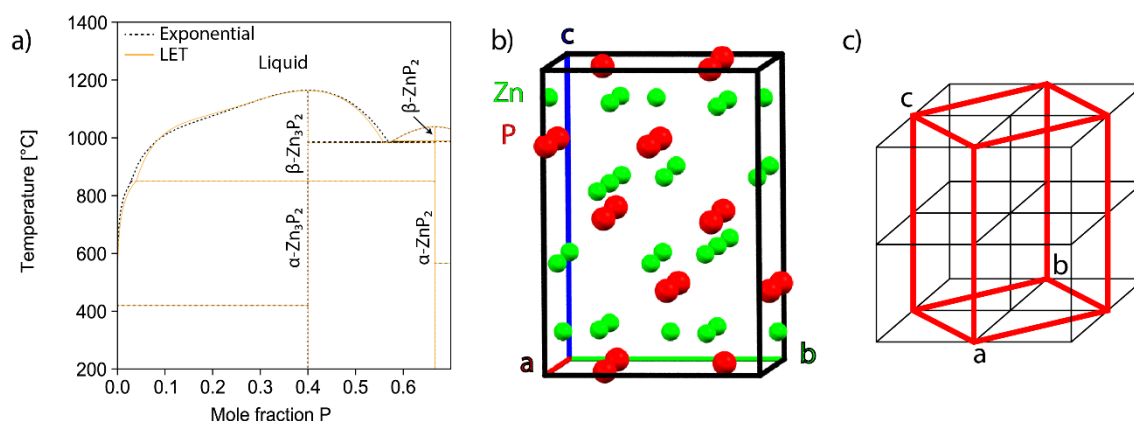 a)
Exponential
LET
Liquid
β-ZnP₂
β-Zn₃P₂
α-Zn₃P₂
α-ZnP₂
1400
1200
1000
800
600
400
200
Temperature [°C]
0.0 0.1 0.2 0.3 0.4 0.5 0.6
Mole fraction P
b)
c
Zn
P
a
b
c)
c
b
a